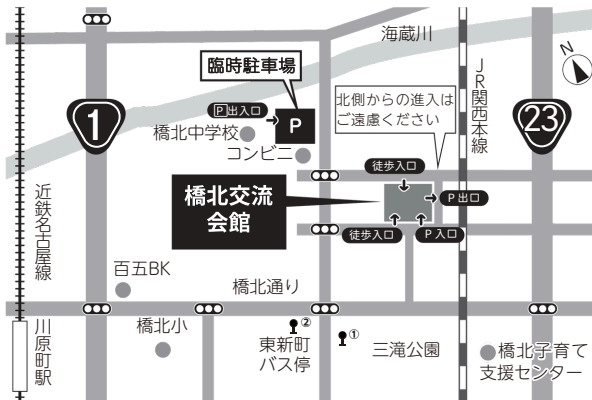 海蔵川
N
臨時駐車場
JR関西本線
1
P出入口
P
北側からの進入は
ご遠慮ください
23
橋北中学校
コンビニ
徒歩入口
橋北交流
会館
P出口
近鉄名古屋線
徒歩入口
P入口
百五BK
橋北通り
川原町駅
橋北小
②
東新町
バス停
①
三滝公園
橋北子育て
支援センター